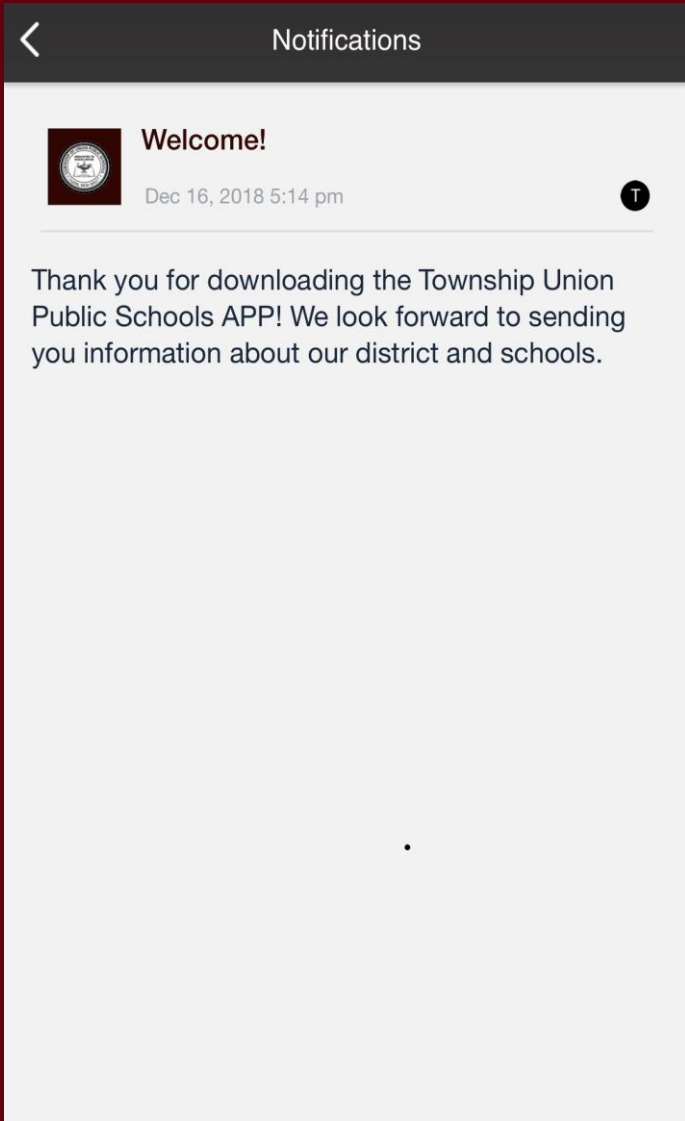 Notifications
Welcome!
Dec 16, 2018 5:14 pm
T
Thank you for downloading the Township Union
Public Schools APP! We look forward to sending
you information about our district and schools.
.